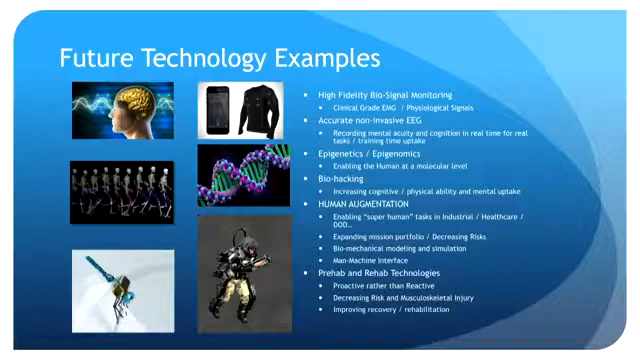 Future Technology Examples
High Fidelity Bio-Signal Monitoring
Clinical Grade EMG / Physiological Signals
Accurate non-invasive EEG
Recording mental acuity and cognition in real time for real
tasks / training time uptake
Epigenetics / Epigenomics
Enabling the Human at a molecular level
Bio-hacking
Increasing cognitive / physical ability and mental uptake
HUMAN AUGMENTATION
Enabling "super human" tasks in Industrial / Healthcare /
DOD…
Expanding mission portfolio / Decreasing Risks
Bio-mechanical modeling and simulation
Man-Machine Interface
Prehab and Rehab Technologies
Proactive rather than Reactive
Decreasing Risk and Musculoskeletal Injury
Improving recovery / rehabilitation